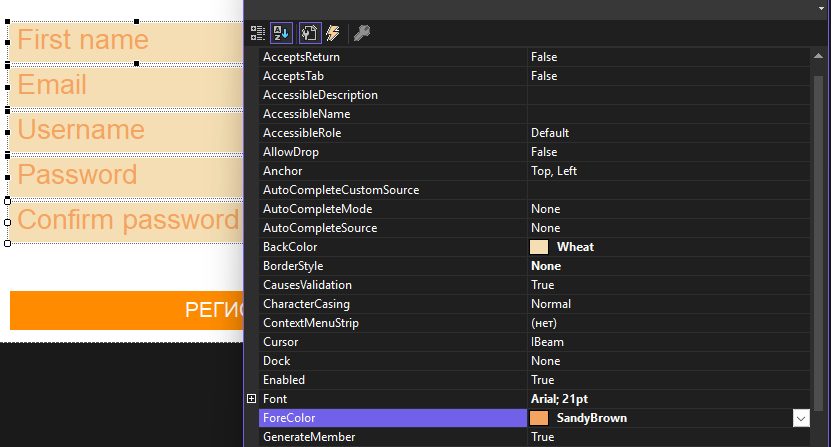 First name
Email
Username
Password
Confirm password
РЕГИС
AcceptsReturn False
AcceptsTab False
AccessibleDescription
AccessibleName
AccessibleRole Default
AllowDrop False
Anchor Top, Left
AutoCompleteCustomSource
AutoCompleteMode None
AutoCompleteSource None
BackColor Wheat
BorderStyle None
CausesValidation True
CharacterCasing Normal
ContextMenuStrip (нет)
Cursor IBeam
Dock None
Enabled True
Font Arial; 21pt
ForeColor SandyBrown
GenerateMember True